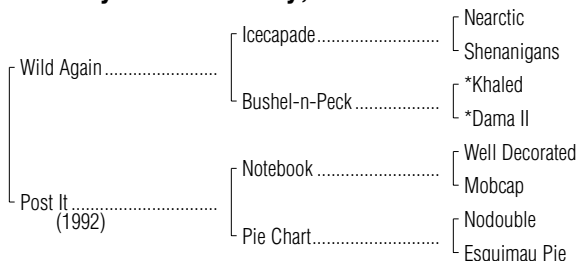 Nearctic
Icecapade
Shenanigans
Wild Again
*Khaled
Bushel-n-Peck
*Dama II
Well Decorated
Notebook
Mobcap
Post It
(1992)
Nodouble
Pie Chart
Esquimau Pie